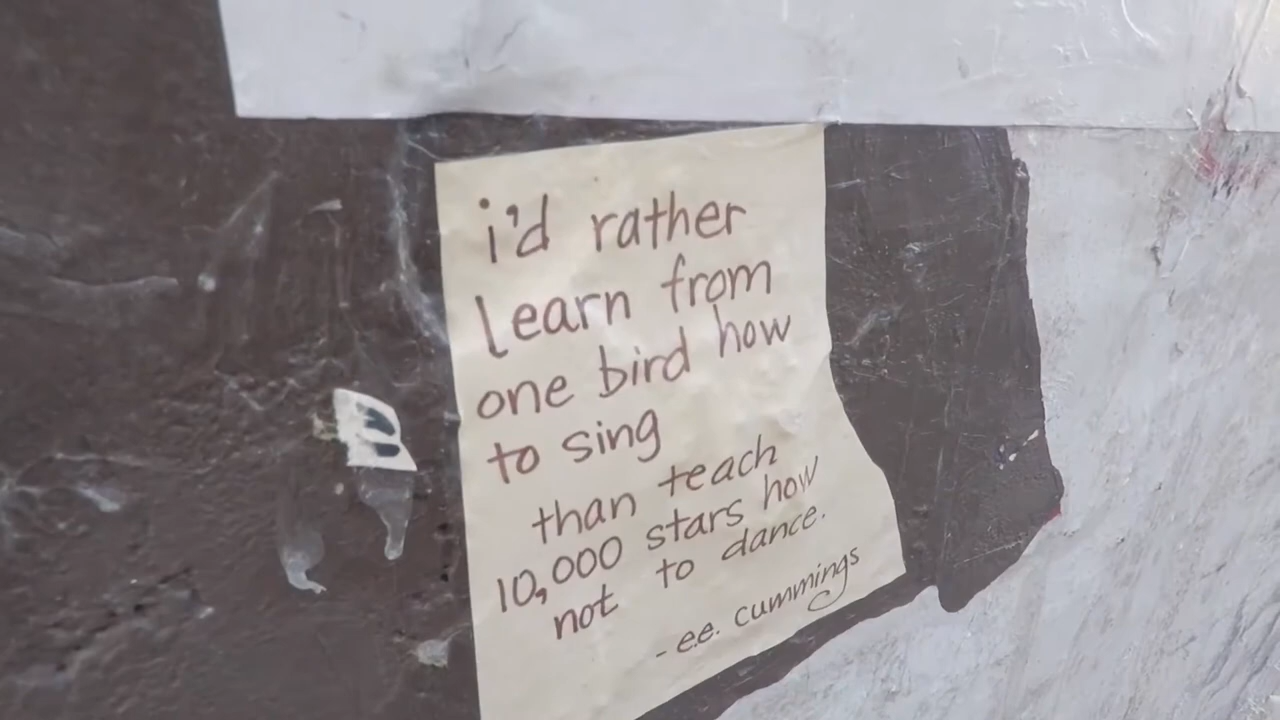 i'd rather
learn from
one bird how
to sing
than teach
10,000 stars how
not to dance.
- e.e. cummings